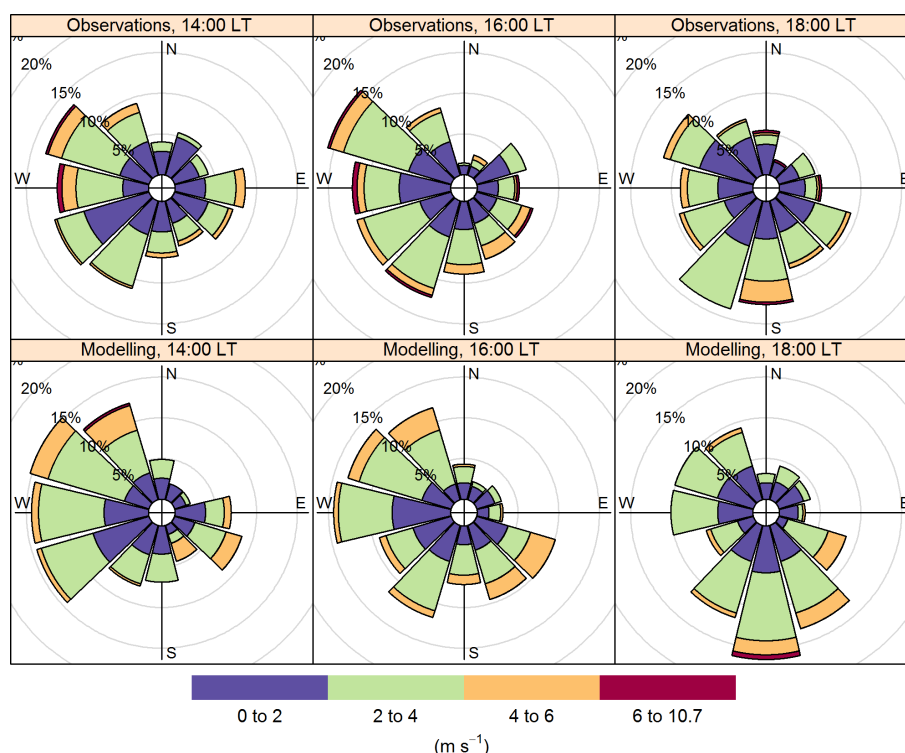 Observations, 14:00 LT
Observations, 16:00 LT
Observations, 18:00 LT
%
N
20%
15%
10%
5%
W
E
S
%
N
20%
15%
10%
5%
W
E
S
%
N
20%
15%
10%
5%
W
E
S
Modelling, 14:00 LT
Modelling, 16:00 LT
Modelling, 18:00 LT
%
N
20%
15%
10%
5%
W
E
S
%
N
20%
15%
10%
5%
W
E
S
%
N
20%
15%
10%
5%
W
E
S
0 to 2
2 to 4
4 to 6
6 to 10.7
(m s⁻¹)